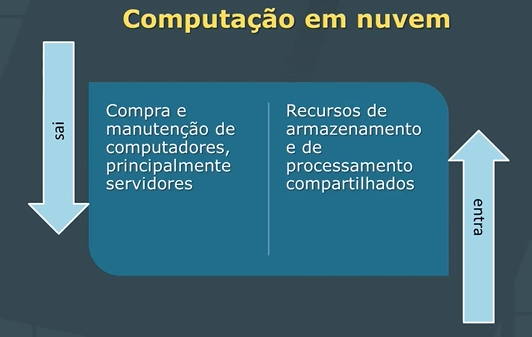 Computação em nuvem
sai
Compra e
manutenção de
computadores,
principalmente
servidores
Recursos de
armazenamento
e de
processamento
compartilhados
entra